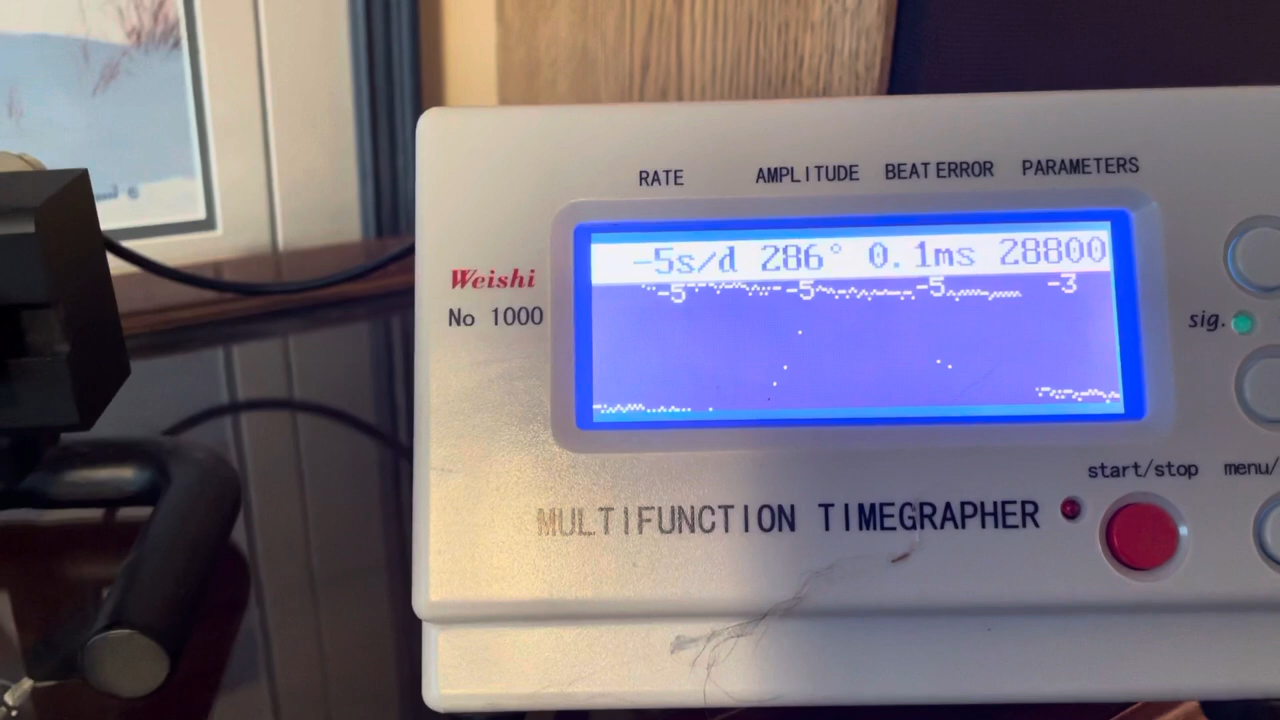 RATE AMPLITUDE BEAT ERROR PARAMETERS
-5s/d 286° 0.1ms 28800
-5 -5 -5 -3
Weishi
No 1000
sig.
start/stop menu/
MULTIFUNCTION TIMEGRAPHER